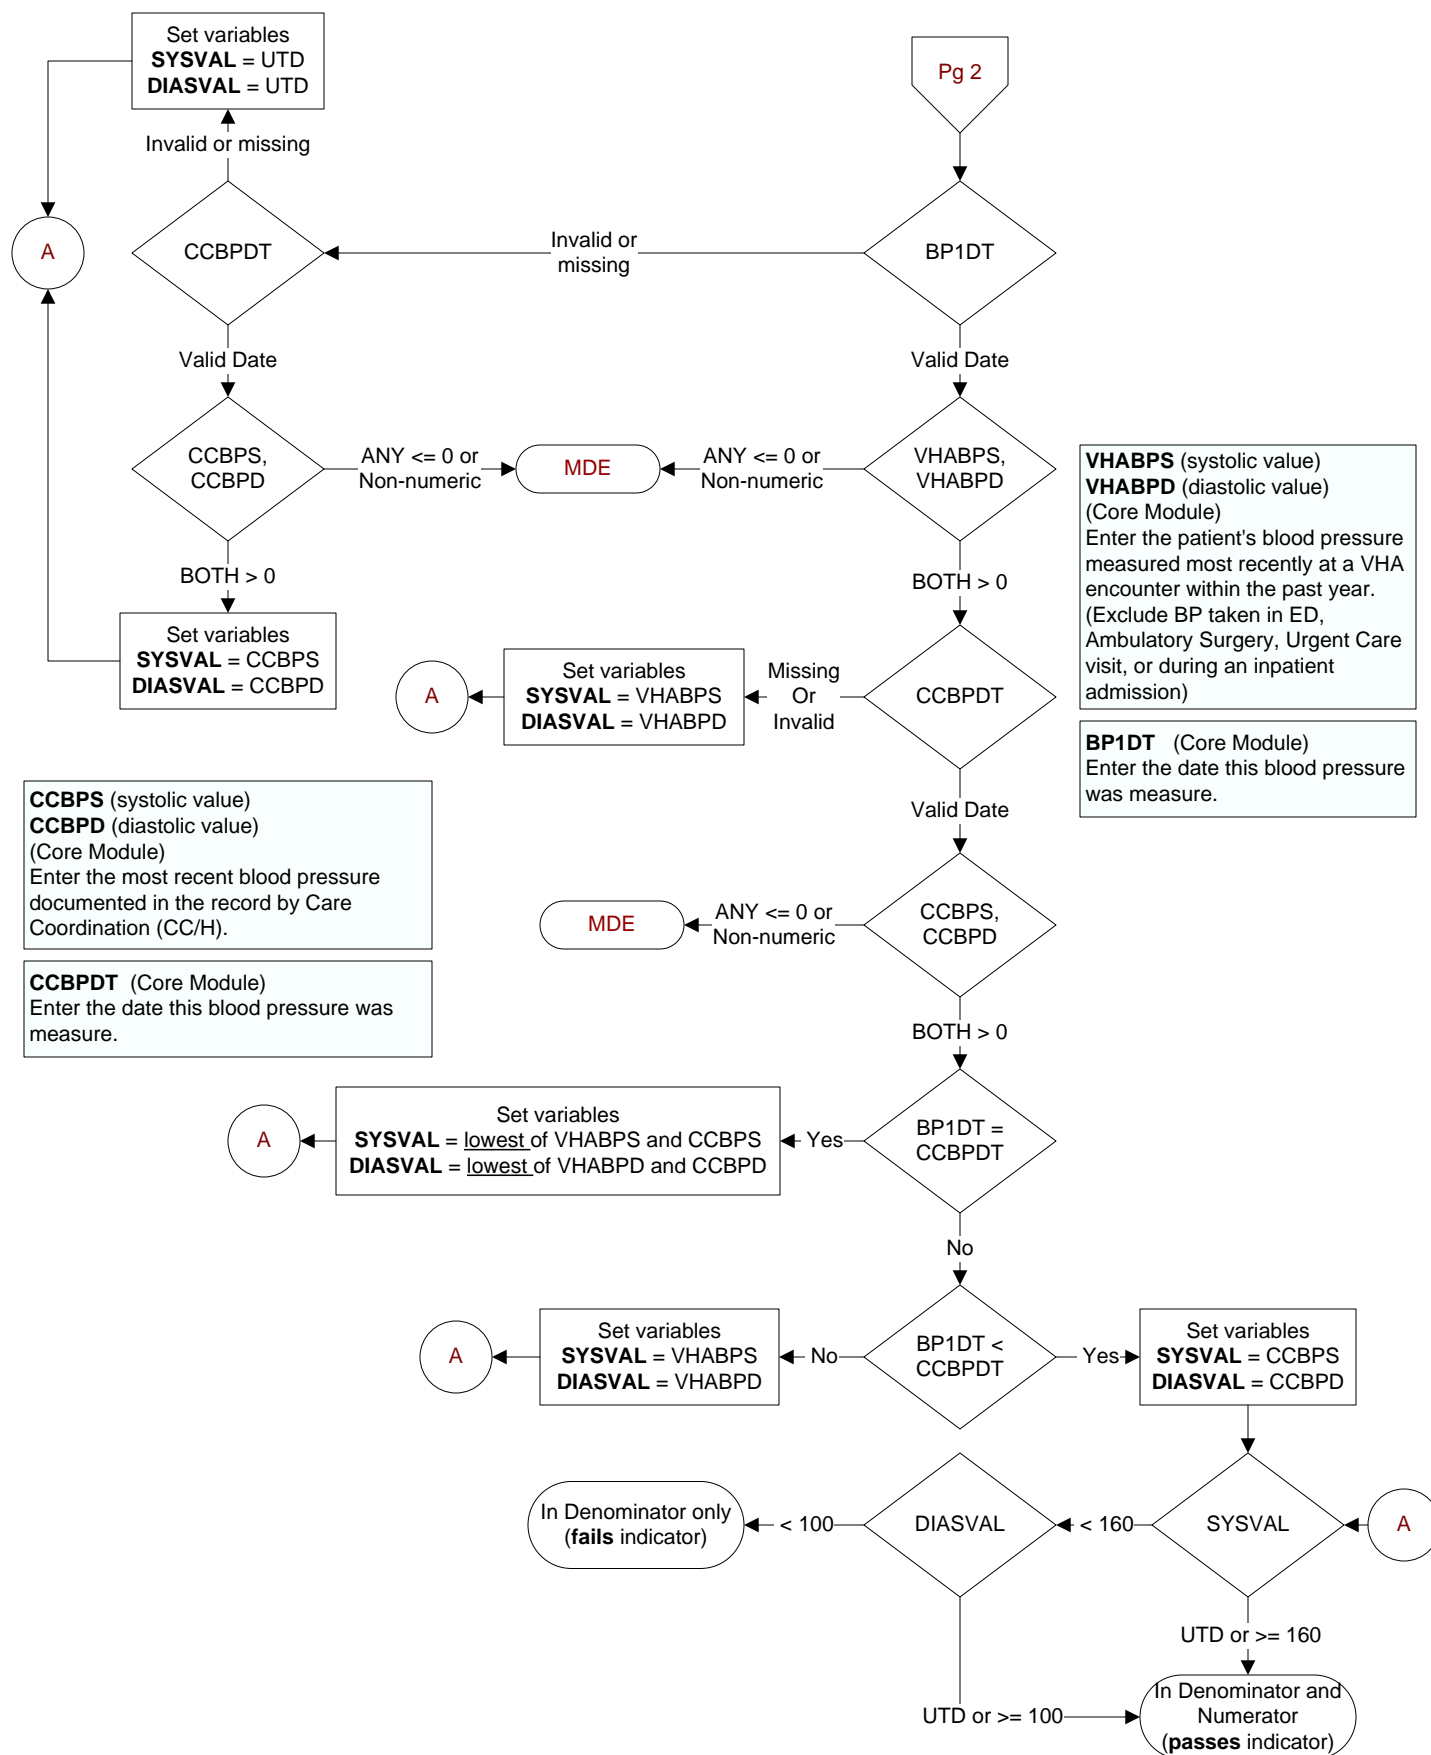 Set variables
SYSVAL = UTD
DIASVAL = UTD
Pg 2
Invalid or missing
A
CCBPDT
Invalid or
missing
BP1DT
Valid Date
Valid Date
CCBPS,
CCBPD
ANY <= 0 or
Non-numeric
MDE
ANY <= 0 or
Non-numeric
VHABPS,
VHABPD
VHABPS (systolic value)
VHABPD (diastolic value)
(Core Module)
Enter the patient's blood pressure
measured most recently at a VHA
encounter within the past year.
(Exclude BP taken in ED,
Ambulatory Surgery, Urgent Care
visit, or during an inpatient
admission)
BOTH > 0
BOTH > 0
Set variables
SYSVAL = CCBPS
DIASVAL = CCBPD
A
Set variables
SYSVAL = VHABPS
DIASVAL = VHABPD
Missing
Or
Invalid
CCBPDT
BP1DT (Core Module)
Enter the date this blood pressure
was measure.
CCBPS (systolic value)
CCBPD (diastolic value)
(Core Module)
Enter the most recent blood pressure
documented in the record by Care
Coordination (CC/H).
Valid Date
MDE
ANY <= 0 or
Non-numeric
CCBPS,
CCBPD
CCBPDT (Core Module)
Enter the date this blood pressure was
measure.
BOTH > 0
A
Set variables
SYSVAL = lowest of VHABPS and CCBPS
DIASVAL = lowest of VHABPD and CCBPD
Yes
BP1DT =
CCBPDT
No
A
Set variables
SYSVAL = VHABPS
DIASVAL = VHABPD
No
BP1DT <
CCBPDT
Yes
Set variables
SYSVAL = CCBPS
DIASVAL = CCBPD
In Denominator only
(fails indicator)
< 100
DIASVAL
< 160
SYSVAL
A
UTD or >= 160
UTD or >= 100
In Denominator and
Numerator
(passes indicator)